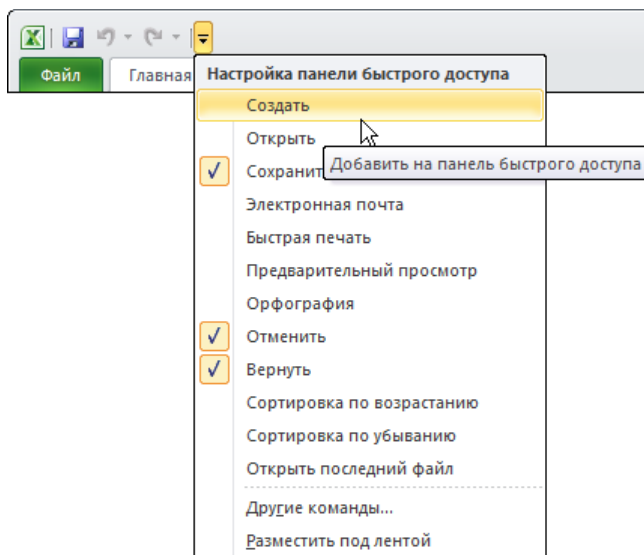 Файл Главная
Настройка панели быстрого доступа
Создать
Открыть
Добавить на панель быстрого доступа
Сохранит
Электронная почта
Быстрая печать
Предварительный просмотр
Орфография
Отменить
Вернуть
Сортировка по возрастанию
Сортировка по убыванию
Открыть последний файл
Другие команды...
Разместить под лентой